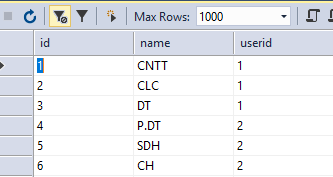 Max Rows: 1000
id name userid
1 CNTT 1
2 CLC 1
3 DT 1
4 P.DT 2
5 SDH 2
6 CH 2